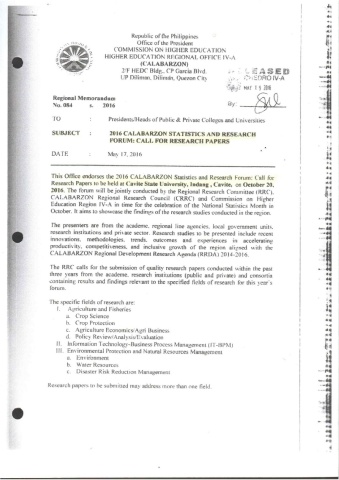 Republic of the Philippines
Office of the President
COMMISSION ON HIGHER EDUCATION
HIGHER EDUCATION REGIONAL OFFICE IV-A
(CALABARZON)
2/F HEDC Bldg., CP Garcia Blvd.
UP Diliman, Diliman, Quezon City
EASED
CHEDRO IV-A
MAY 2016
By:
Regional Memorandum
No. 084 s. 2016
TO : Presidents/Heads of Public & Private Colleges and Universities
SUBJECT : 2016 CALABARZON STATISTICS AND RESEARCH
FORUM: CALL FOR RESEARCH PAPERS
DATE : May 17, 2016
This Office endorses the 2016 CALABARZON Statistics and Research Forum: Call for
Research Papers to be held at Cavite State University, Indang , Cavite, on October 20,
2016. The forum will be jointly conducted by the Regional Research Committee (RRC),
CALABARZON Regional Research Council (CRRC) and Commission on Higher
Education Region IV-A in time for the celebration of the National Statistics Month in
October. It aims to showcase the findings of the research studies conducted in the region.
The presenters are from the academe, regional line agencies, local government units,
research institutions and private sector. Research studies to be presented include recent
innovations, methodologies, trends, outcomes and experiences in accelerating
productivity, competitiveness, and inclusive growth of the region aligned with the
CALABARZON Regional Development Research Agenda (RRDA) 2014-2016.
The RRC calls for the submission of quality research papers conducted within the past
three years from the academe, research institutions (public and private) and consortia
containing results and findings relevant to the specified fields of research for this year's
forum.
The specific fields of research are:
I. Agriculture and Fisheries
a. Crop Science
b. Crop Protection
c. Agriculture Economics/Agri Business
d. Policy Review/Analysis/Evaluation
II. Information Technology-Business Process Management (IT-BPM)
III. Environmental Protection and Natural Resources Management
a. Environment
b. Water Resources
c. Disaster Risk Reduction Management
Research papers to be submitted may address more than one field.